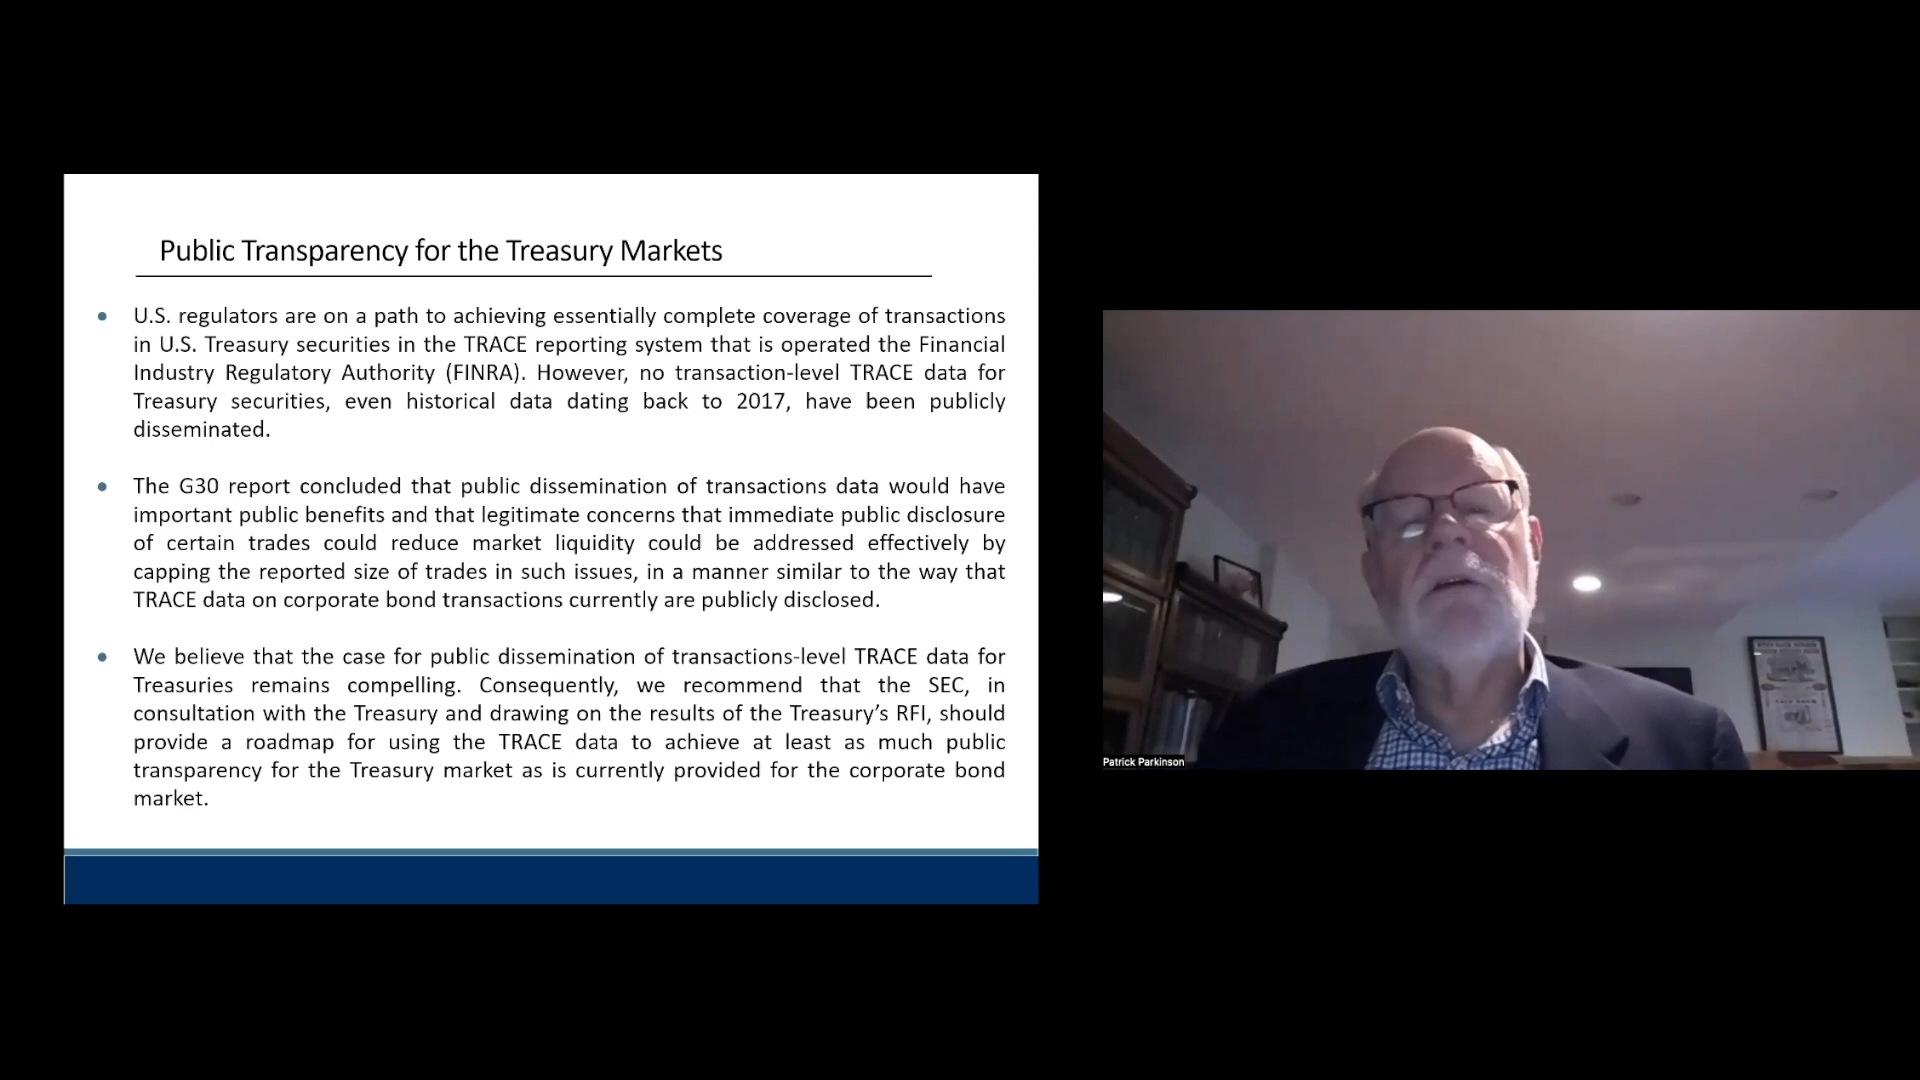 Public Transparency for the Treasury Markets
• U.S. regulators are on a path to achieving essentially complete coverage of transactions
in U.S. Treasury securities in the TRACE reporting system that is operated the Financial
Industry Regulatory Authority (FINRA). However, no transaction-level TRACE data for
Treasury securities, even historical data dating back to 2017, have been publicly
disseminated.
• The G30 report concluded that public dissemination of transactions data would have
important public benefits and that legitimate concerns that immediate public disclosure
of certain trades could reduce market liquidity could be addressed effectively by
capping the reported size of trades in such issues, in a manner similar to the way that
TRACE data on corporate bond transactions currently are publicly disclosed.
• We believe that the case for public dissemination of transactions-level TRACE data for
Treasuries remains compelling. Consequently, we recommend that the SEC, in
consultation with the Treasury and drawing on the results of the Treasury’s RFI, should
provide a roadmap for using the TRACE data to achieve at least as much public
transparency for the Treasury market as is currently provided for the corporate bond
market.
Patrick Parkinson